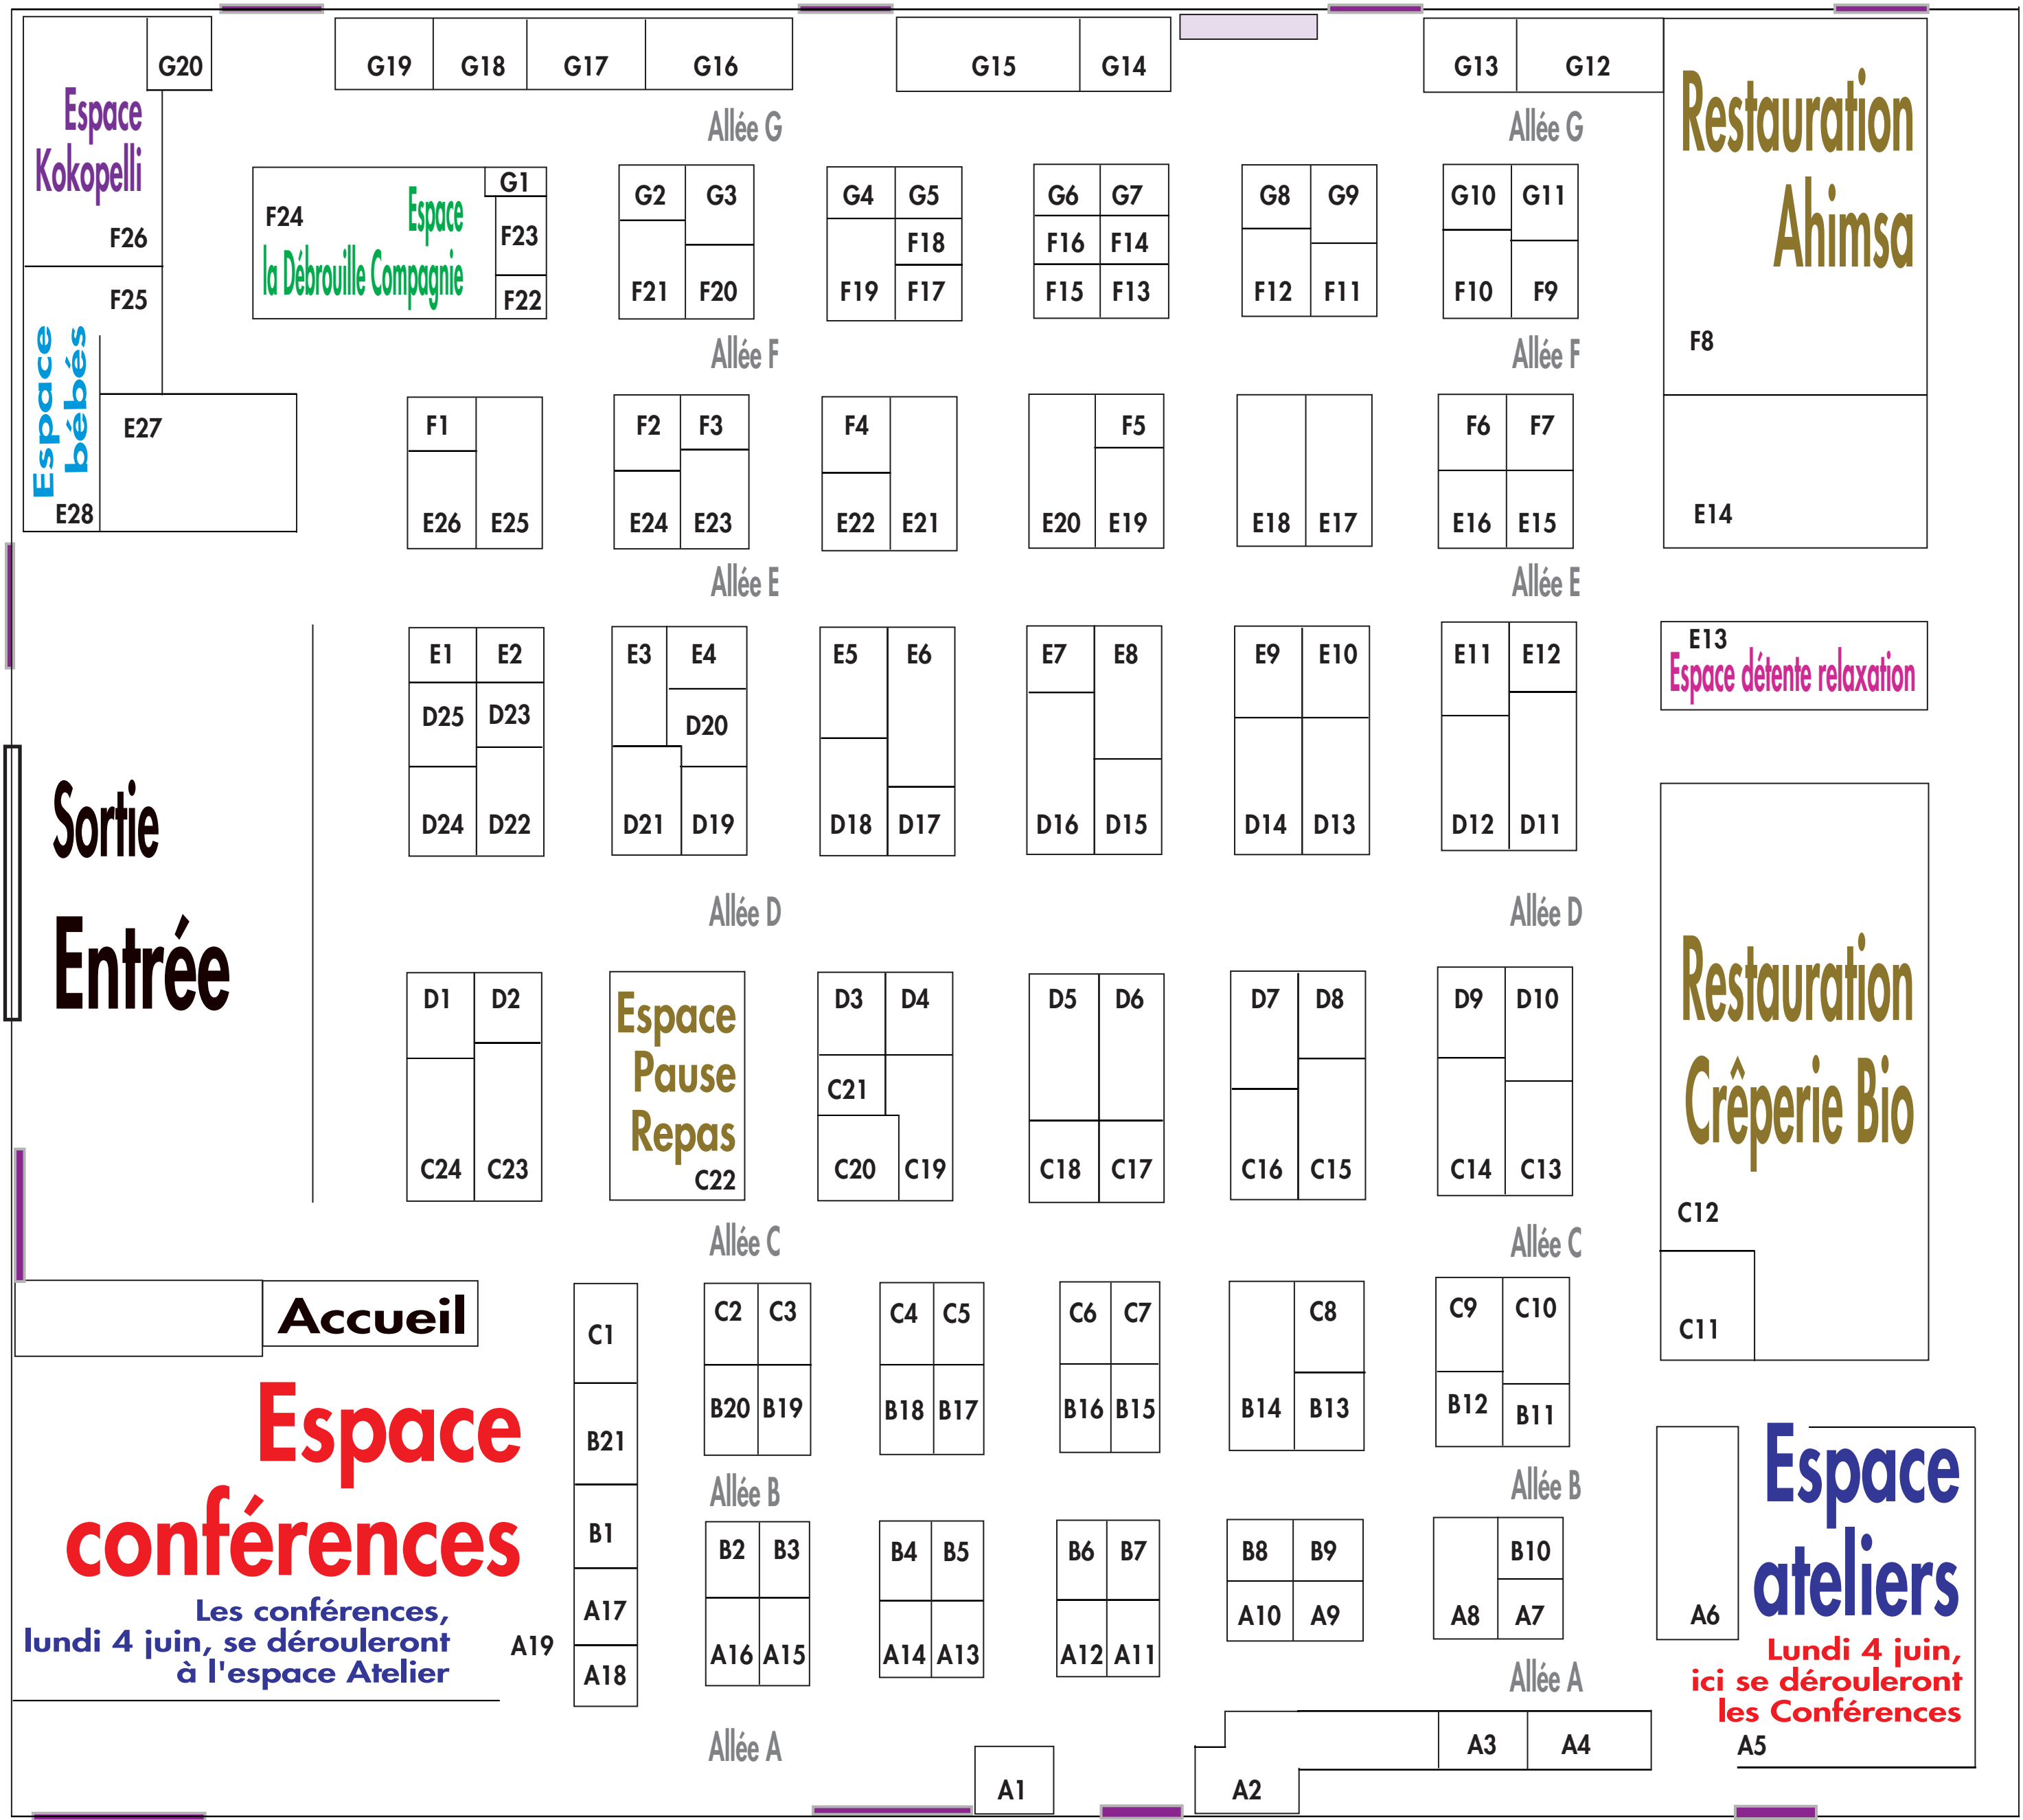 G20
G19 G18 G17 G16 G15 G14 G13 G12
Espace
Kokopelli
F26
Restauration
Ahimsa
F8
Allée G Allée G
G1
F24 Espace
la Débrouille Compagnie
F23
F22
G2 G3 G4 G5 G6 G7 G8 G9 G10 G11
F18 F16 F14
F21 F20 F19 F17 F15 F13 F12 F11 F10 F9
F25
Espace
bébés
E28
E27
Allée F Allée F
F1 F2 F3 F4 F5 F6 F7
E26 E25 E24 E23 E22 E21 E20 E19 E18 E17 E16 E15
E14
Allée E Allée E
E1 E2 E3 E4 E5 E6 E7 E8 E9 E10 E11 E12
E13
Espace détente relaxation
D25 D23 D20
D24 D22 D21 D19 D18 D17 D16 D15 D14 D13 D12 D11
Sortie
Entrée
Allée D Allée D
D1 D2 D3 D4 D5 D6 D7 D8 D9 D10
Espace
Pause
Repas
C22
C21
C24 C23 C20 C19 C18 C17 C16 C15 C14 C13
Restauration
Crêperie Bio
C12
C11
Allée C Allée C
Accueil
C1 C2 C3 C4 C5 C6 C7 C8 C9 C10
B21 B20 B19 B18 B17 B16 B15 B14 B13 B12 B11
Espace
conférences
Les conférences,
lundi 4 juin, se dérouleront
à l'espace Atelier
A19
Allée B Allée B
B1 B2 B3 B4 B5 B6 B7 B8 B9 B10
A17
A18
A16 A15 A14 A13 A12 A11 A10 A9 A8 A7
A6
Espace
ateliers
Lundi 4 juin,
ici se dérouleront
les Conférences
A5
Allée A Allée A
A1 A2 A3 A4